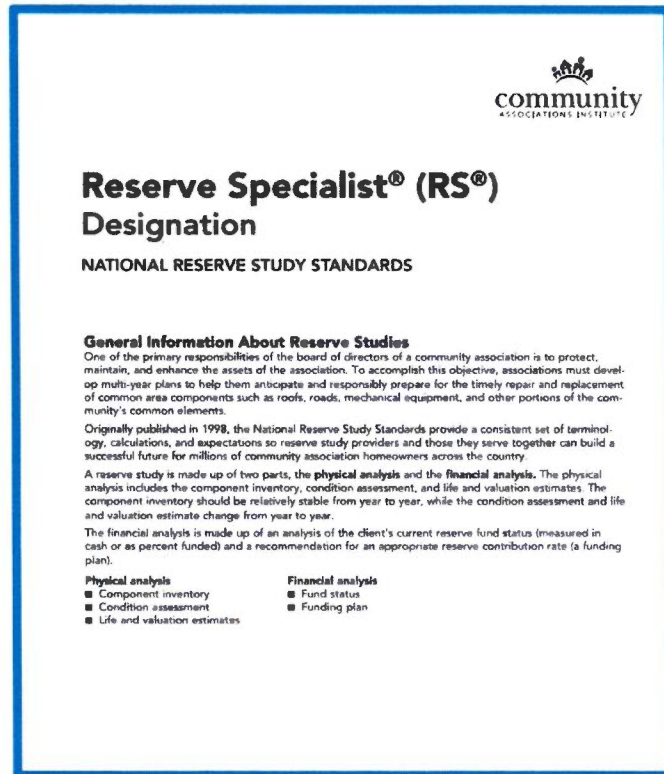 community
ASSOCIATIONS INSTITUTE
Reserve Specialist® (RS®)
Designation
NATIONAL RESERVE STUDY STANDARDS
General Information About Reserve Studies
One of the primary responsibilities of the board of directors of a community association is to protect,
maintain, and enhance the assets of the association. To accomplish this objective, associations must devel-
op multi-year plans to help them anticipate and responsibly prepare for the timely repair and replacement
of common area components such as roofs, roads, mechanical equipment, and other portions of the com-
munity's common elements.
Originally published in 1998, the National Reserve Study Standards provide a consistent set of terminol-
ogy, calculations, and expectations so reserve study providers and those they serve together can build a
successful future for millions of community association homeowners across the country.
A reserve study is made up of two parts, the physical analysis and the financial analysis. The physical
analysis includes the component inventory, condition assessment, and life and valuation estimates. The
component inventory should be relatively stable from year to year, while the condition assessment and life
and valuation estimate change from year to year.
The financial analysis is made up of an analysis of the client's current reserve fund status (measured in
cash or as percent funded) and a recommendation for an appropriate reserve contribution rate (a funding
plan).
Physical analysis
■ Component inventory
■ Condition assessment
■ Life and valuation estimates
Financial analysis
■ Fund status
■ Funding plan